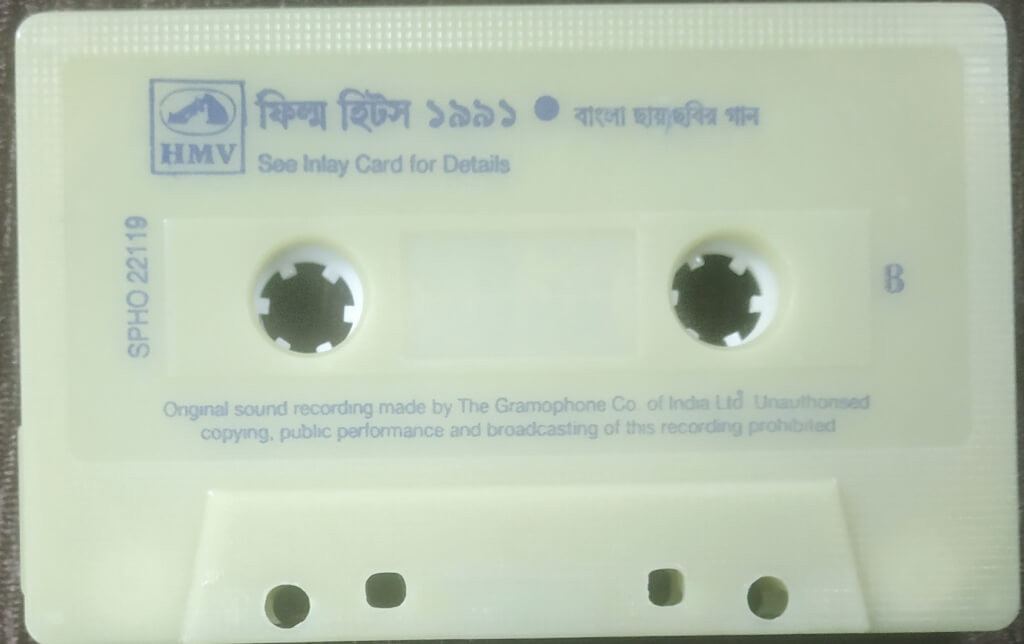 HMV
ফিল্ম হিটস ১৯৯১ ● বাংলা ছায়াছবির গান
See Inlay Card for Details
SPHO 22119
B
Original sound recording made by The Gramophone Co. of India Ltd. Unauthorised
copying, public performance and broadcasting of this recording prohibited